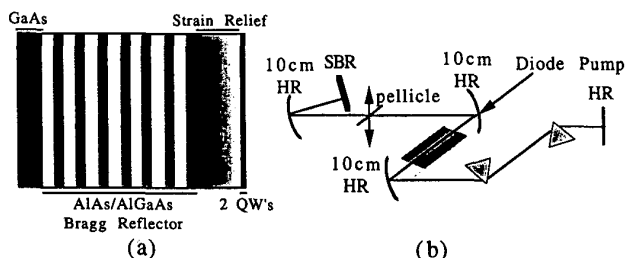 GaAs
Strain Relief
AlAs/AlGaAs
Bragg Reflector
2 QW's
(a)
10cm
HR
SBR
pellicle
10cm
HR
Diode Pump
HR
10cm
HR
(b)